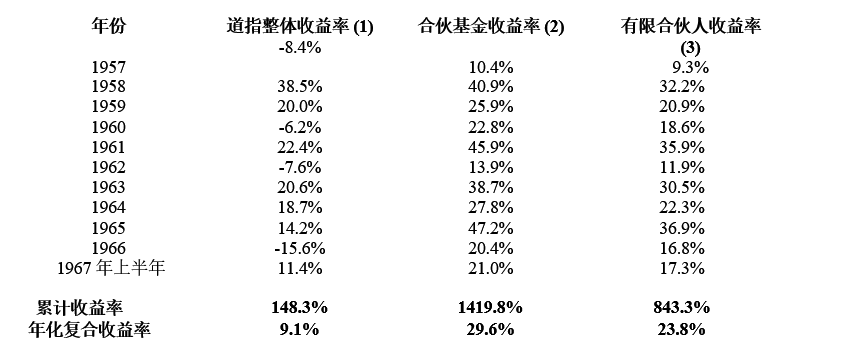 年份 道指整体收益率 (1) 合伙基金收益率 (2) 有限合伙人收益率
-8.4% (3)
1957 10.4% 9.3%
1958 38.5% 40.9% 32.2%
1959 20.0% 25.9% 20.9%
1960 -6.2% 22.8% 18.6%
1961 22.4% 45.9% 35.9%
1962 -7.6% 13.9% 11.9%
1963 20.6% 38.7% 30.5%
1964 18.7% 27.8% 22.3%
1965 14.2% 47.2% 36.9%
1966 -15.6% 20.4% 16.8%
1967 年上半年 11.4% 21.0% 17.3%
累计收益率 148.3% 1419.8% 843.3%
年化复合收益率 9.1% 29.6% 23.8%